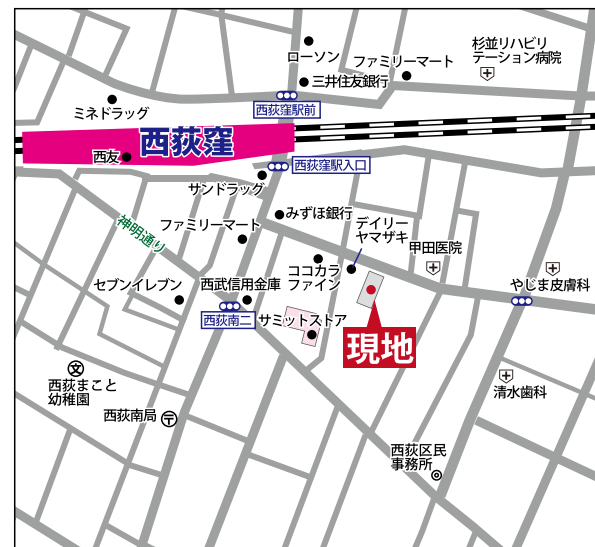 ローソン
ファミリーマート
杉並リハビリ
テーション病院
三井住友銀行
西荻窪駅前
ミネドラッグ
西荻窪
西友
西荻窪駅入口
サンドラッグ
みずほ銀行
デイリー
ヤマザキ
神明通り
ファミリーマート
甲田医院
ココカラ
ファイン
セブンイレブン
西武信用金庫
やじま皮膚科
西荻南二
サミットストア
現地
文
西荻まこと
幼稚園
清水歯科
西荻南局
〒
西荻区民
事務所